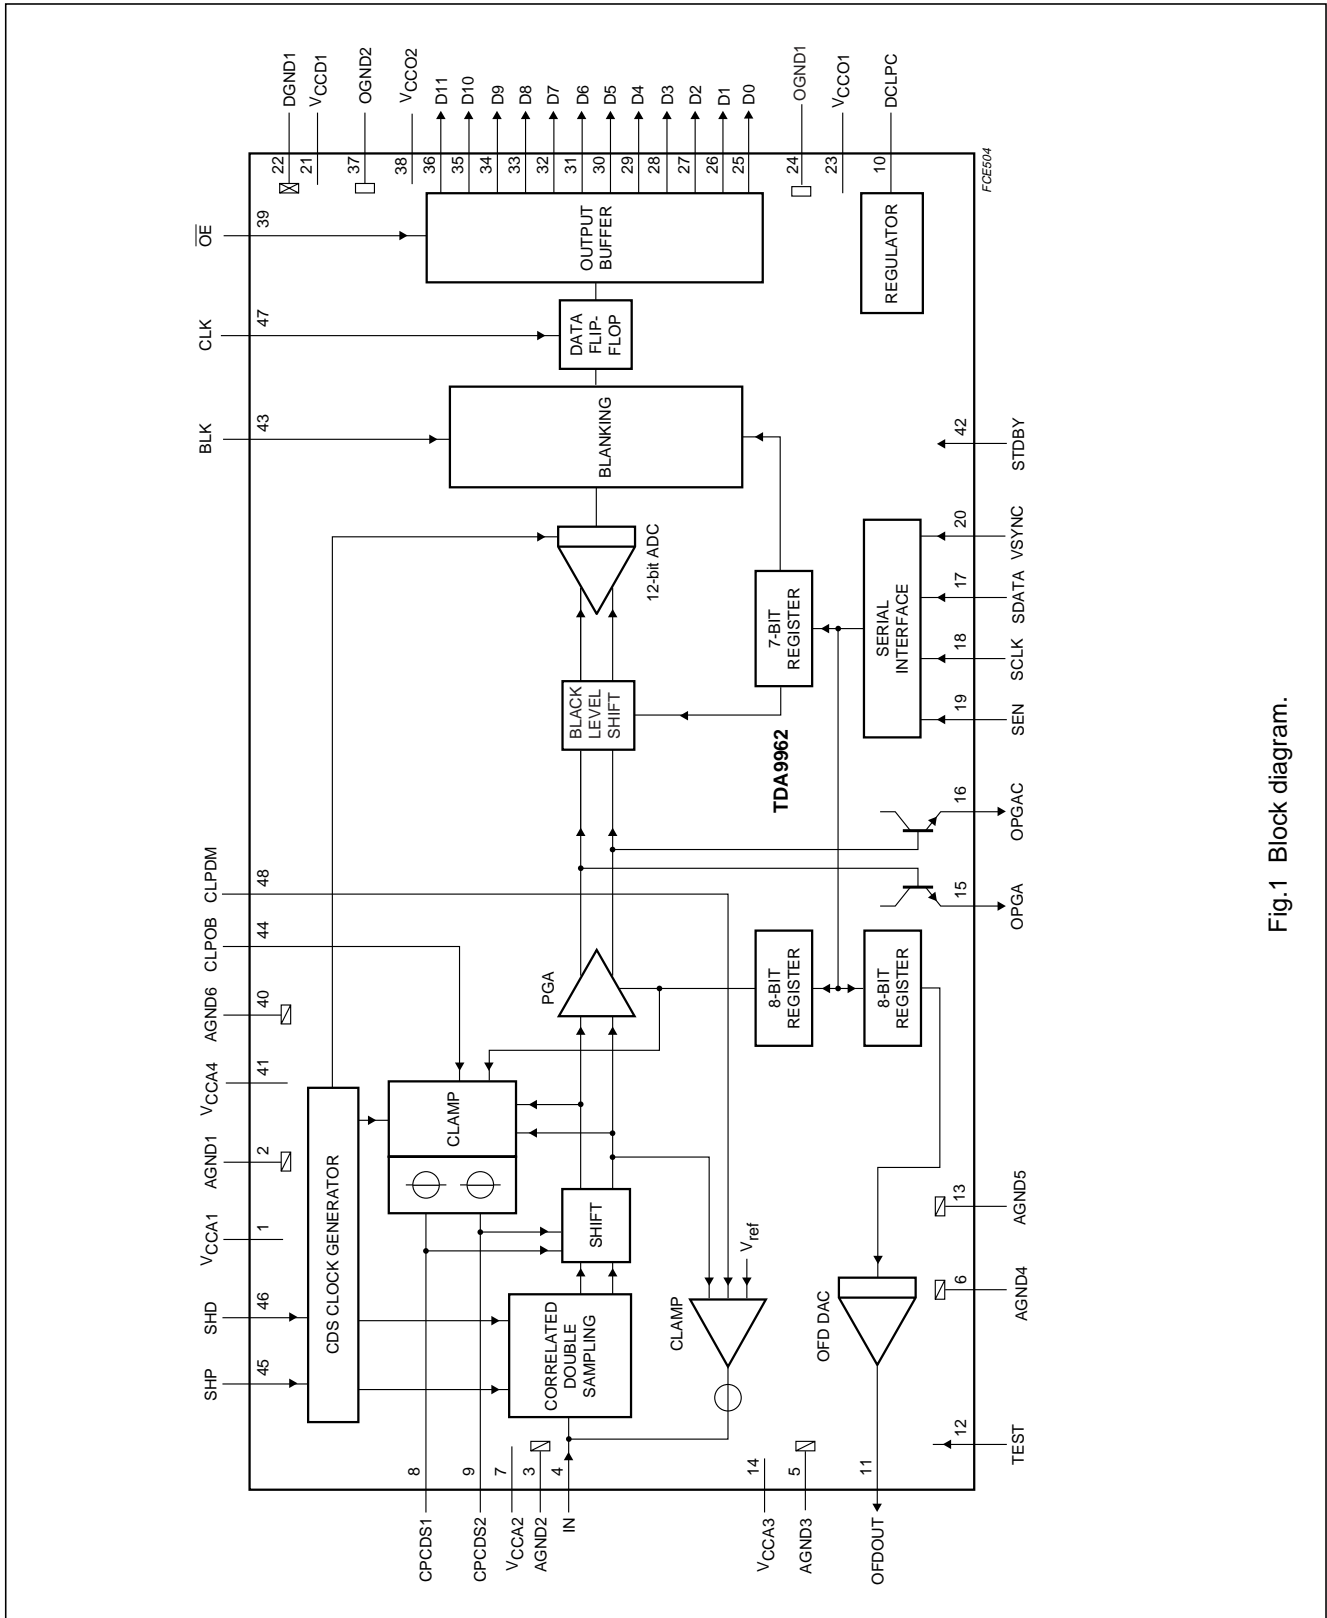 SHP
45
SHD
46
VCCA1
1
AGND1
2
VCCA4
41
AGND6
40
CLPOB
44
CLPDM
48
BLK
43
CLK
47
OE
39
CPCDS1
8
CPCDS2
9
VCCA2
7
AGND2
3
IN
4
VCCA3
14
AGND3
5
OFDOUT
11
CDS CLOCK GENERATOR
CLAMP
CORRELATED
DOUBLE
SAMPLING
SHIFT
CLAMP
Vref
OFD DAC
PGA
8-BIT
REGISTER
8-BIT
REGISTER
BLACK
LEVEL
SHIFT
TDA9962
7-BIT
REGISTER
12-bit ADC
SERIAL
INTERFACE
BLANKING
DATA
FLIP-
FLOP
OUTPUT
BUFFER
REGULATOR
22
DGND1
21
VCCD1
37
OGND2
38
VCCO2
36
D11
35
D10
34
D9
33
D8
32
D7
31
D6
30
D5
29
D4
28
D3
27
D2
26
D1
25
D0
24
OGND1
23
VCCO1
10
DCLPC
12
TEST
6
AGND4
13
AGND5
15
OPGA
16
OPGAC
19
SEN
18
SCLK
17
SDATA
20
VSYNC
42
STDBY
FCE504
Fig.1 Block diagram.